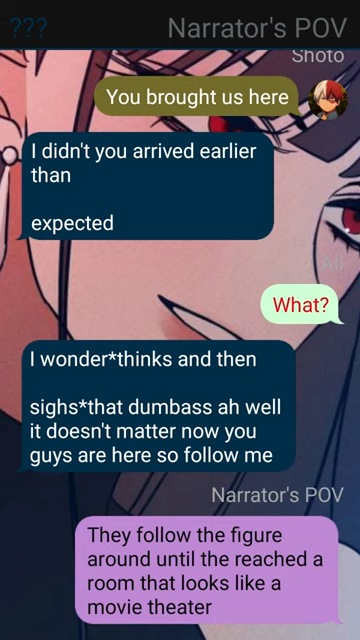 ??? Narrator's POV
Shoto
You brought us here
I didn't you arrived earlier
than
expected
All
What?
I wonder*thinks and then
sighs*that dumbass ah well
it doesn't matter now you
guys are here so follow me
Narrator's POV
They follow the figure
around until the reached a
room that looks like a
movie theater